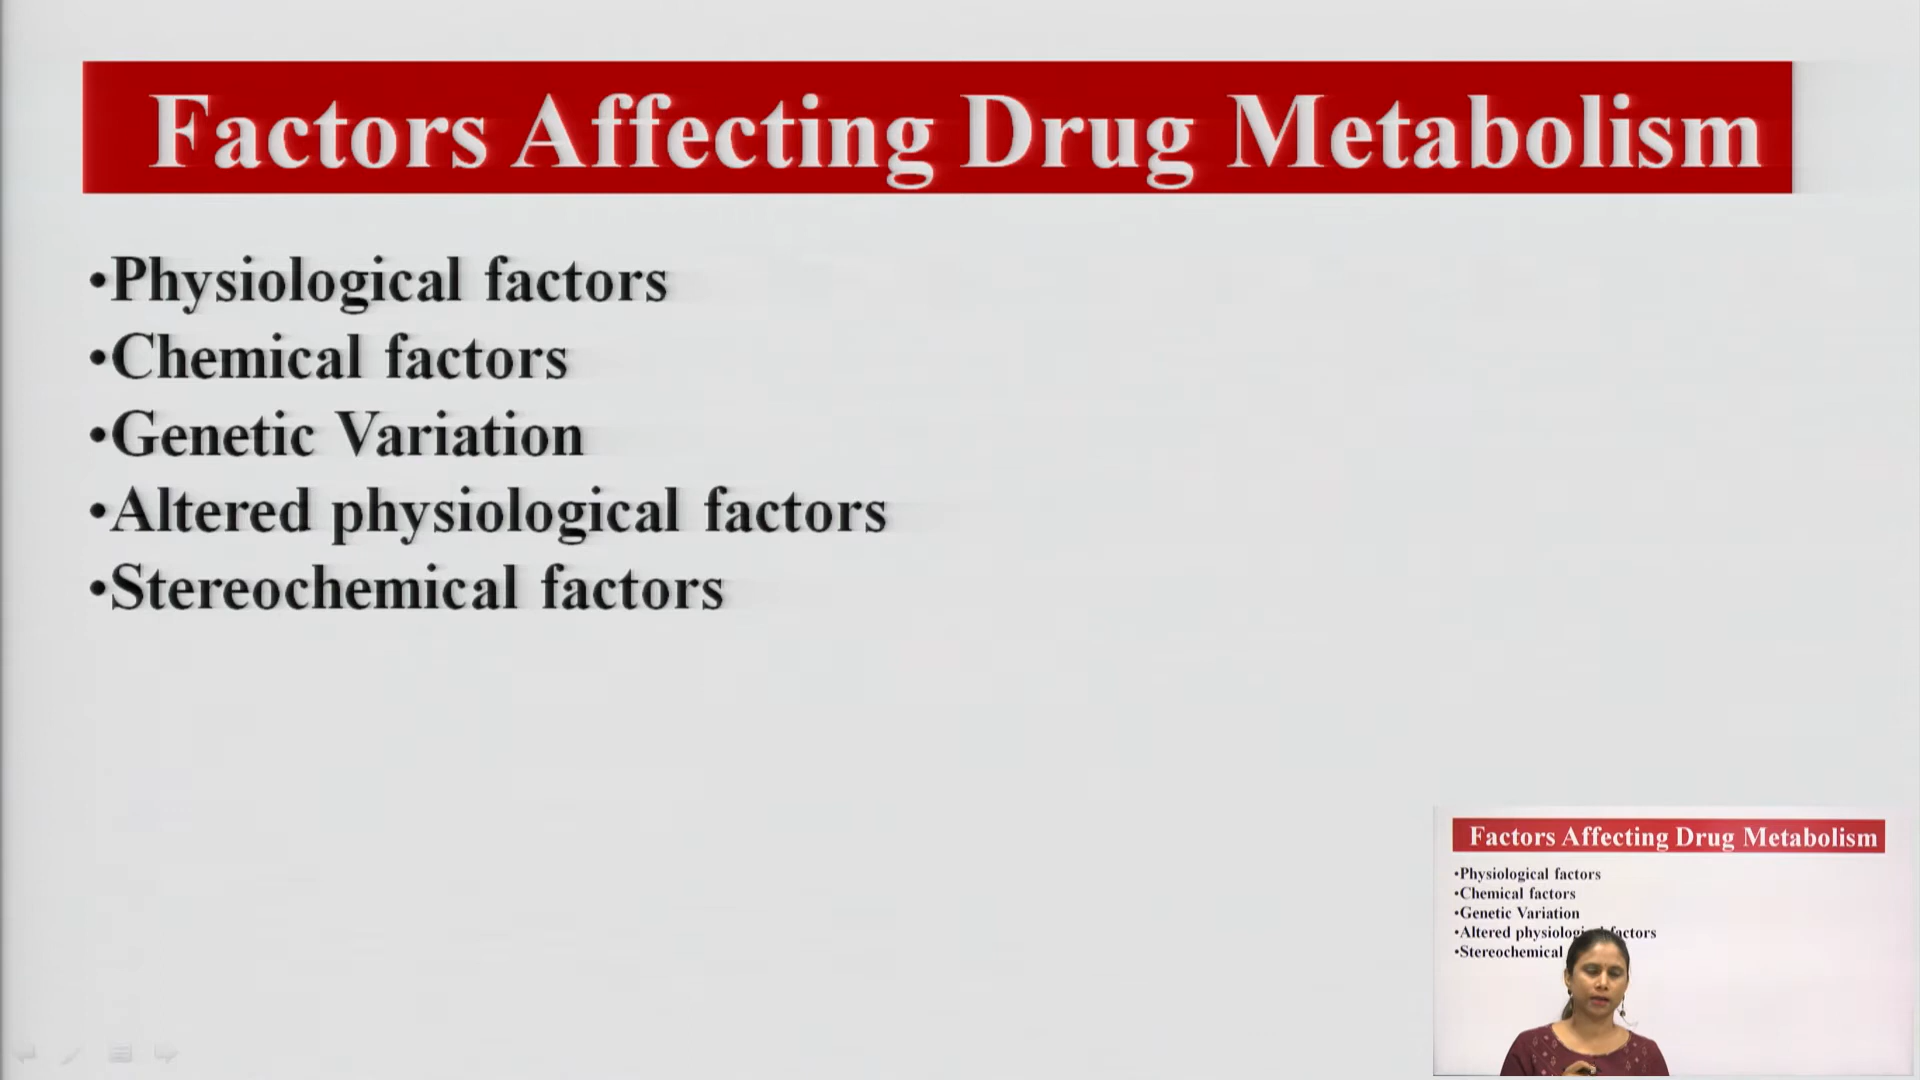 Factors Affecting Drug Metabolism
•Physiological factors
•Chemical factors
•Genetic Variation
•Altered physiological factors
•Stereochemical factors
Factors Affecting Drug Metabolism
•Physiological factors
•Chemical factors
•Genetic Variation
•Altered factors
•Stereochemical